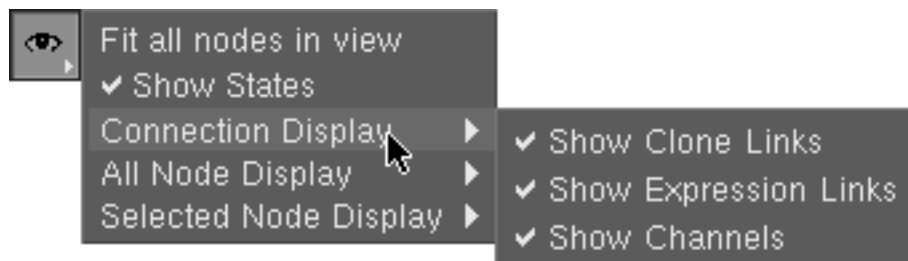 Fit all nodes in view
Show States
Connection Display
All Node Display
Selected Node Display
Show Clone Links
Show Expression Links
Show Channels